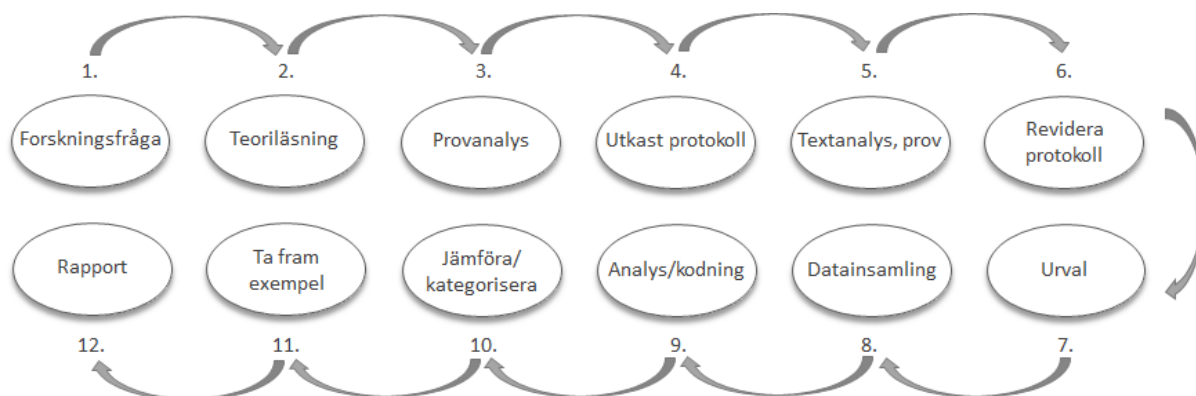 1. 2. 3. 4. 5. 6.
Forskningsfråga
Teoriläsning
Provanalys
Utkast protokoll
Textanalys, prov
Revidera
protokoll
Rapport
Ta fram
exempel
Jämföra/
kategorisera
Analys/kodning
Datainsamling
Urval
12. 11. 10. 9. 8. 7.